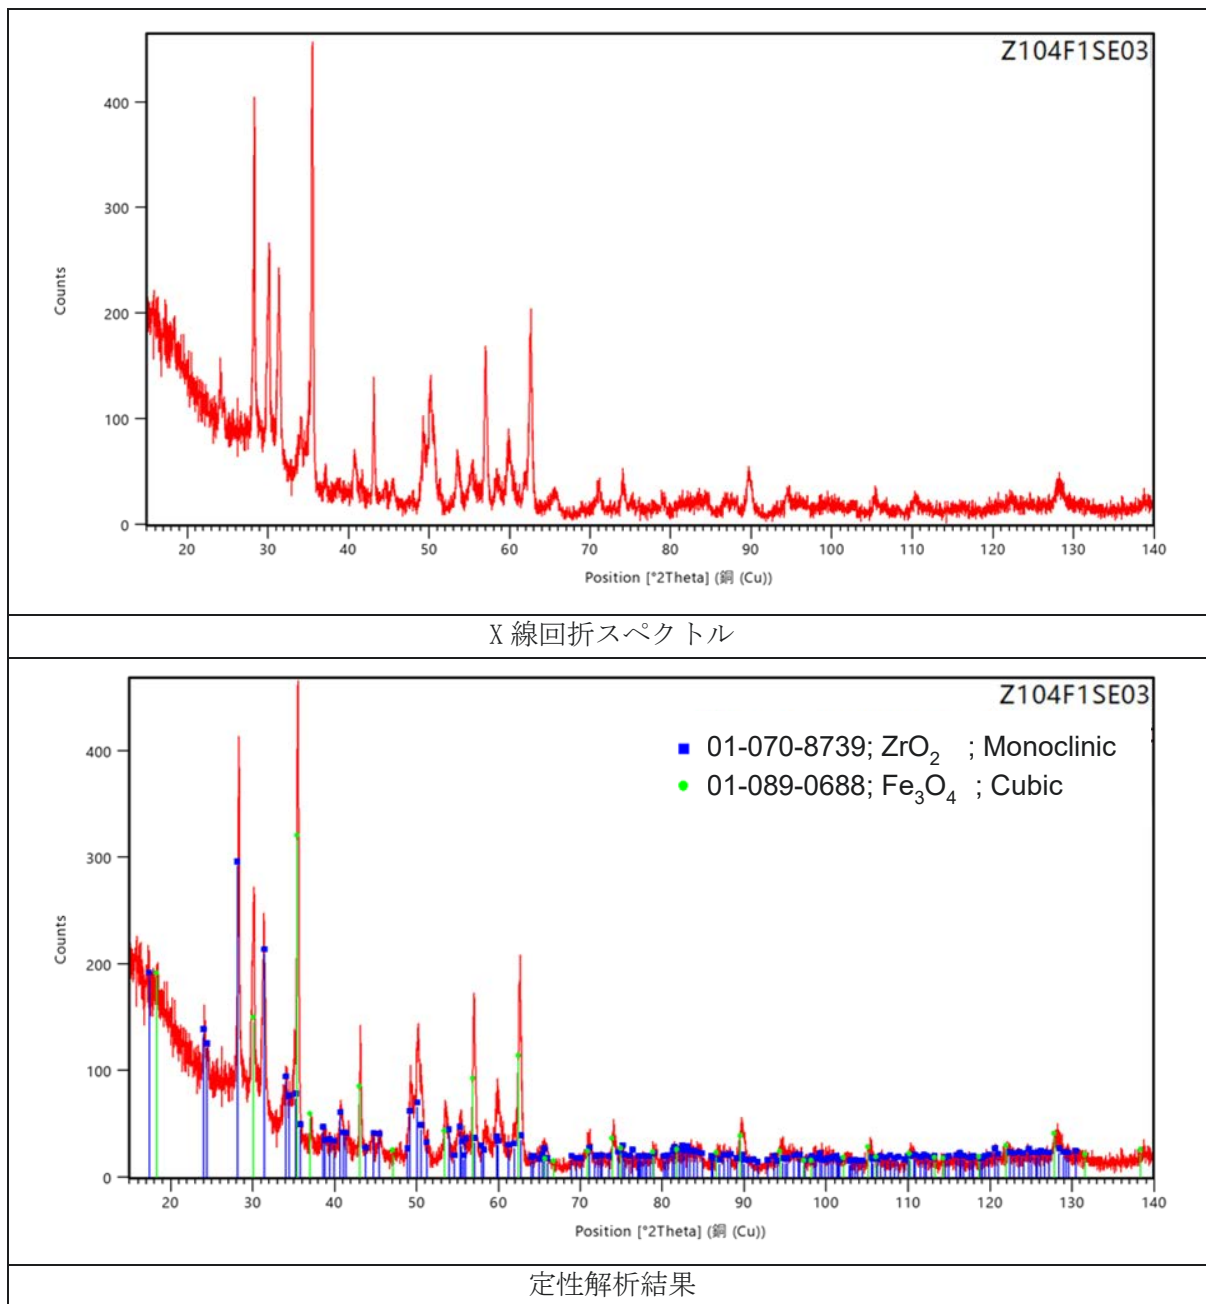 Z104F1SE03
400
300
200
100
0
Counts
20 30 40 50 60 70 80 90 100 110 120 130 140
Position [°2Theta] (銅 (Cu))
X 線回折スペクトル
Z104F1SE03
01-070-8739; ZrO2 ; Monoclinic
01-089-0688; Fe3O4 ; Cubic
400
300
200
100
0
Counts
20 30 40 50 60 70 80 90 100 110 120 130 140
Position [°2Theta] (銅 (Cu))
定性解析結果